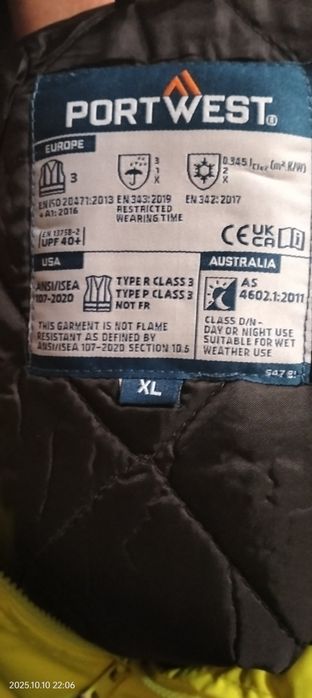 PORTWEST®
EUROPE
3
3
1
X
0.345 Icler (m².K/W)
2
X
EN ISO 20471:2013
+ A1: 2016
EN 343:2019
RESTRICTED
WEARING TIME
EN 342: 2017
EN 13758-2
UPF 40+
CE UK CA
USA
ANSI/ISEA
107-2020
TYPE R CLASS 3
TYPE P CLASS 3
NOT FR
THIS GARMENT IS NOT FLAME
RESISTANT AS DEFINED BY
ANSI/ISEA 107-2020 SECTION 10.5
AUSTRALIA
AS
4602.1:2011
CLASS D/N -
DAY OR NIGHT USE
SUITABLE FOR WET
WEATHER USE
XL
2025.10.10 22:06